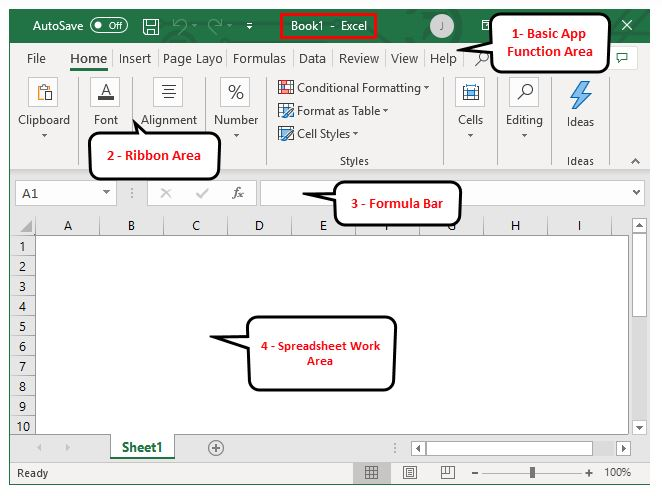 AutoSave Off Book1 - Excel J
1- Basic App
Function Area
File Home Insert Page Layo Formulas Data Review View Help
Clipboard Font Alignment Number Conditional Formatting Format as Table Cell Styles Cells Editing Ideas
A %
2 - Ribbon Area
Styles Ideas
A1 fx
3 - Formula Bar
A B C D E F G H I
1
2
3
4
5
6
7
8
9
10
4 - Spreadsheet Work
Area
Sheet1
Ready 100%